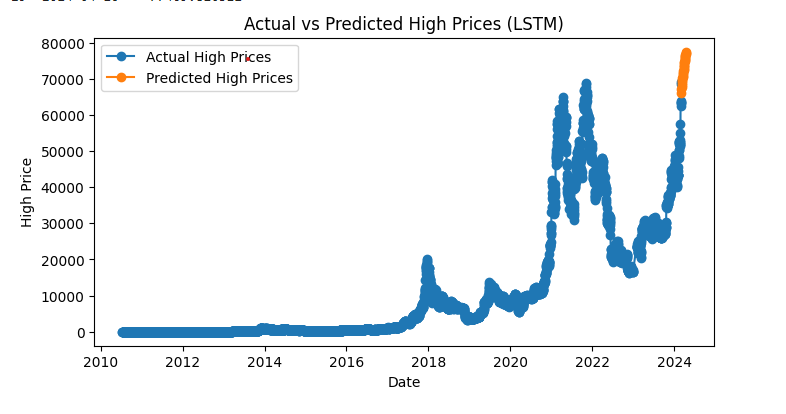 Actual vs Predicted High Prices (LSTM)
Actual High Prices
Predicted High Prices
80000
70000
60000
50000
40000
30000
20000
10000
0
High Price
2010 2012 2014 2016 2018 2020 2022 2024
Date